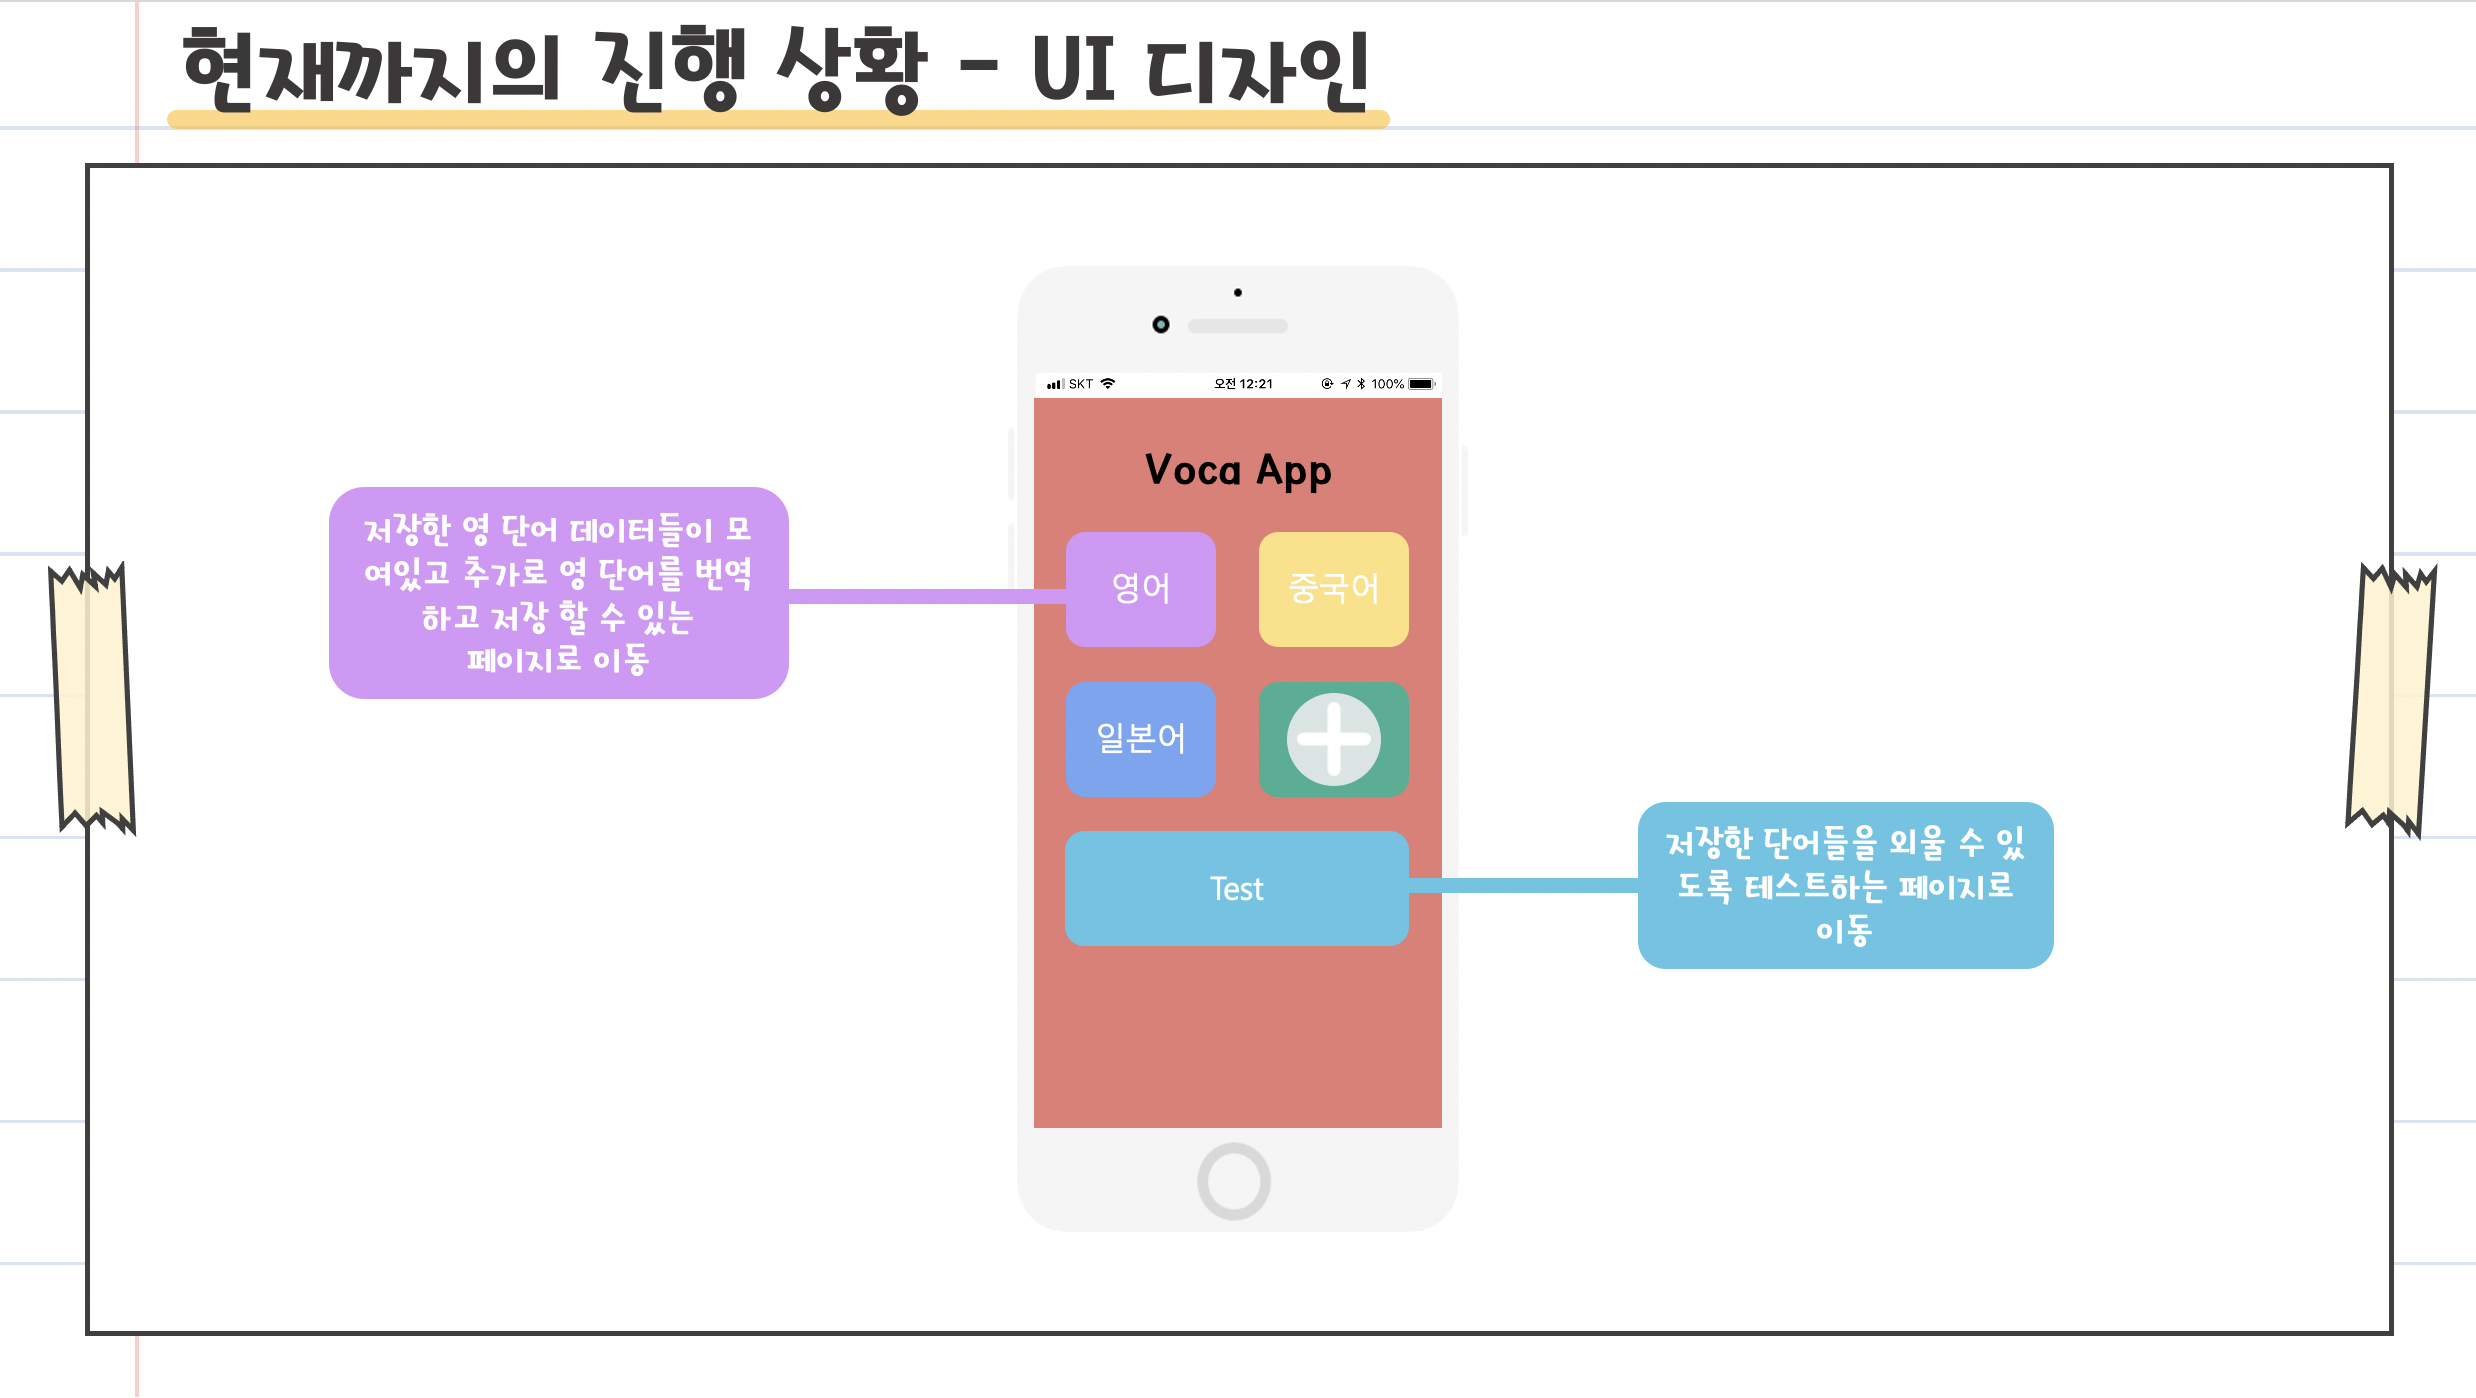 현재까지의 진행 상황 - UI 디자인
SKT 오전 12:21 100%
Voca App
저장한 영 단어 데이터들이 모
여있고 추가로 영 단어를 번역
하고 저장 할 수 있는
페이지로 이동
영어 중국어
일본어
Test
저장한 단어들을 외울 수 있
도록 테스트하는 페이지로
이동